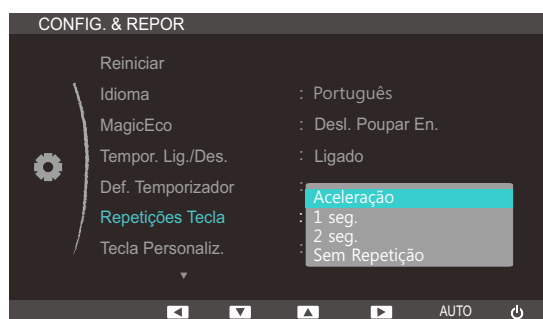 CONFIG. & REPOR
Reiniciar
Idioma : Português
MagicEco : Desl. Poupar En.
Tempor. Lig./Des. : Ligado
Def. Temporizador :
Aceleração
Repetições Tecla : 1 seg.
2 seg.
Tecla Personaliz. :
Sem Repetição
AUTO